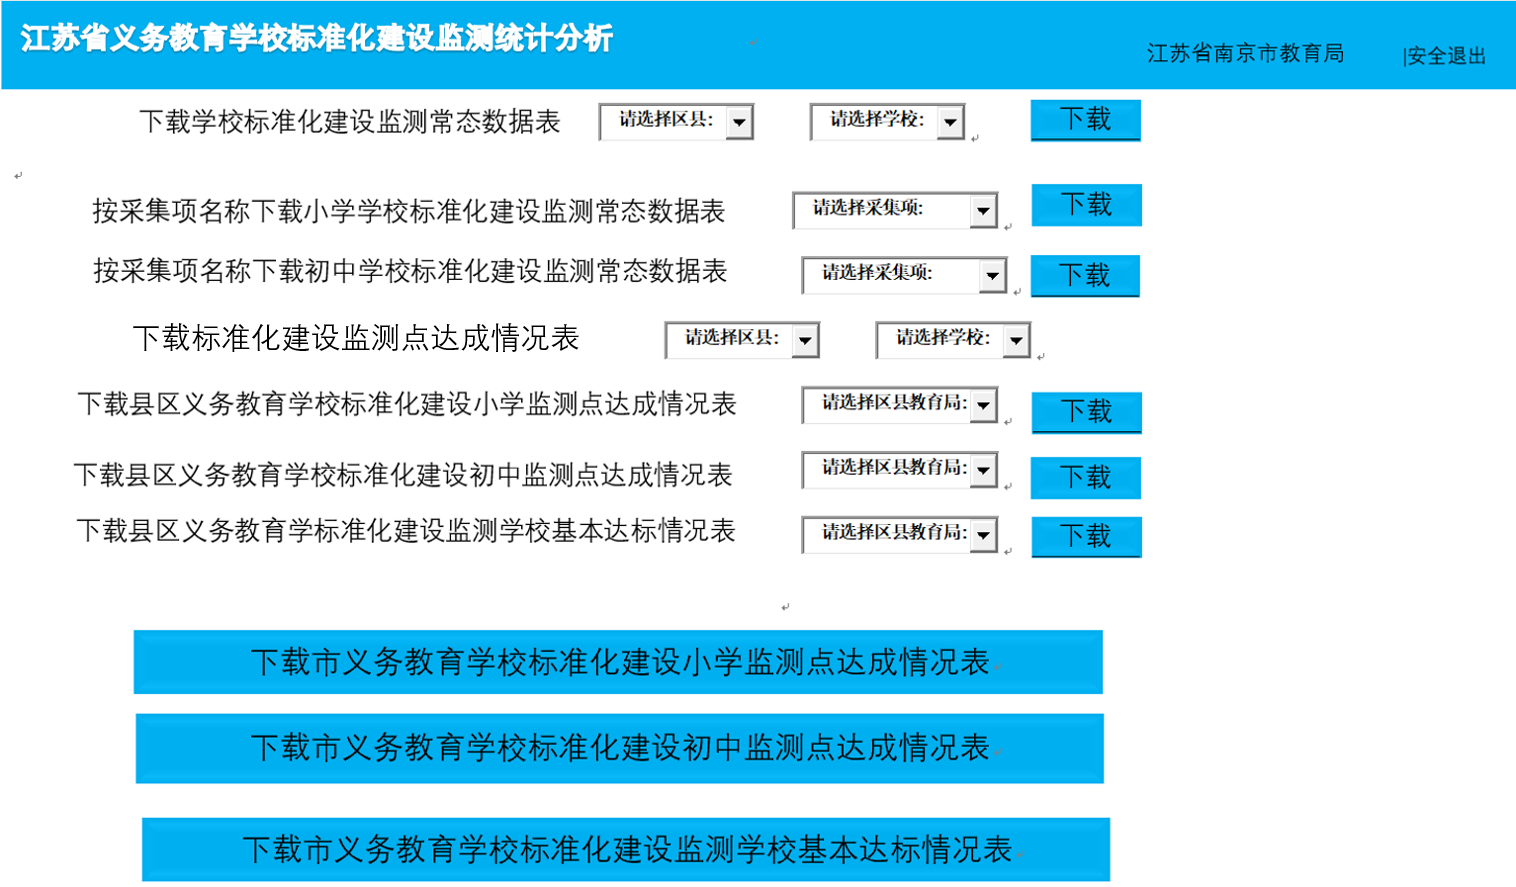 江苏省义务教育学校标准化建设监测统计分析
江苏省南京市教育局 |安全退出
下载学校标准化建设监测常态数据表 请选择区县: 请选择学校: 下载
按采集项名称下载小学学校标准化建设监测常态数据表 请选择采集项: 下载
按采集项名称下载初中学校标准化建设监测常态数据表 请选择采集项: 下载
下载标准化建设监测点达成情况表 请选择区县: 请选择学校:
下载县区义务教育学校标准化建设小学监测点达成情况表 请选择区县教育局: 下载
下载县区义务教育学校标准化建设初中监测点达成情况表 请选择区县教育局: 下载
下载县区义务教育学标准化建设监测学校基本达标情况表 请选择区县教育局: 下载
下载市义务教育学校标准化建设小学监测点达成情况表
下载市义务教育学校标准化建设初中监测点达成情况表
下载市义务教育学校标准化建设监测学校基本达标情况表